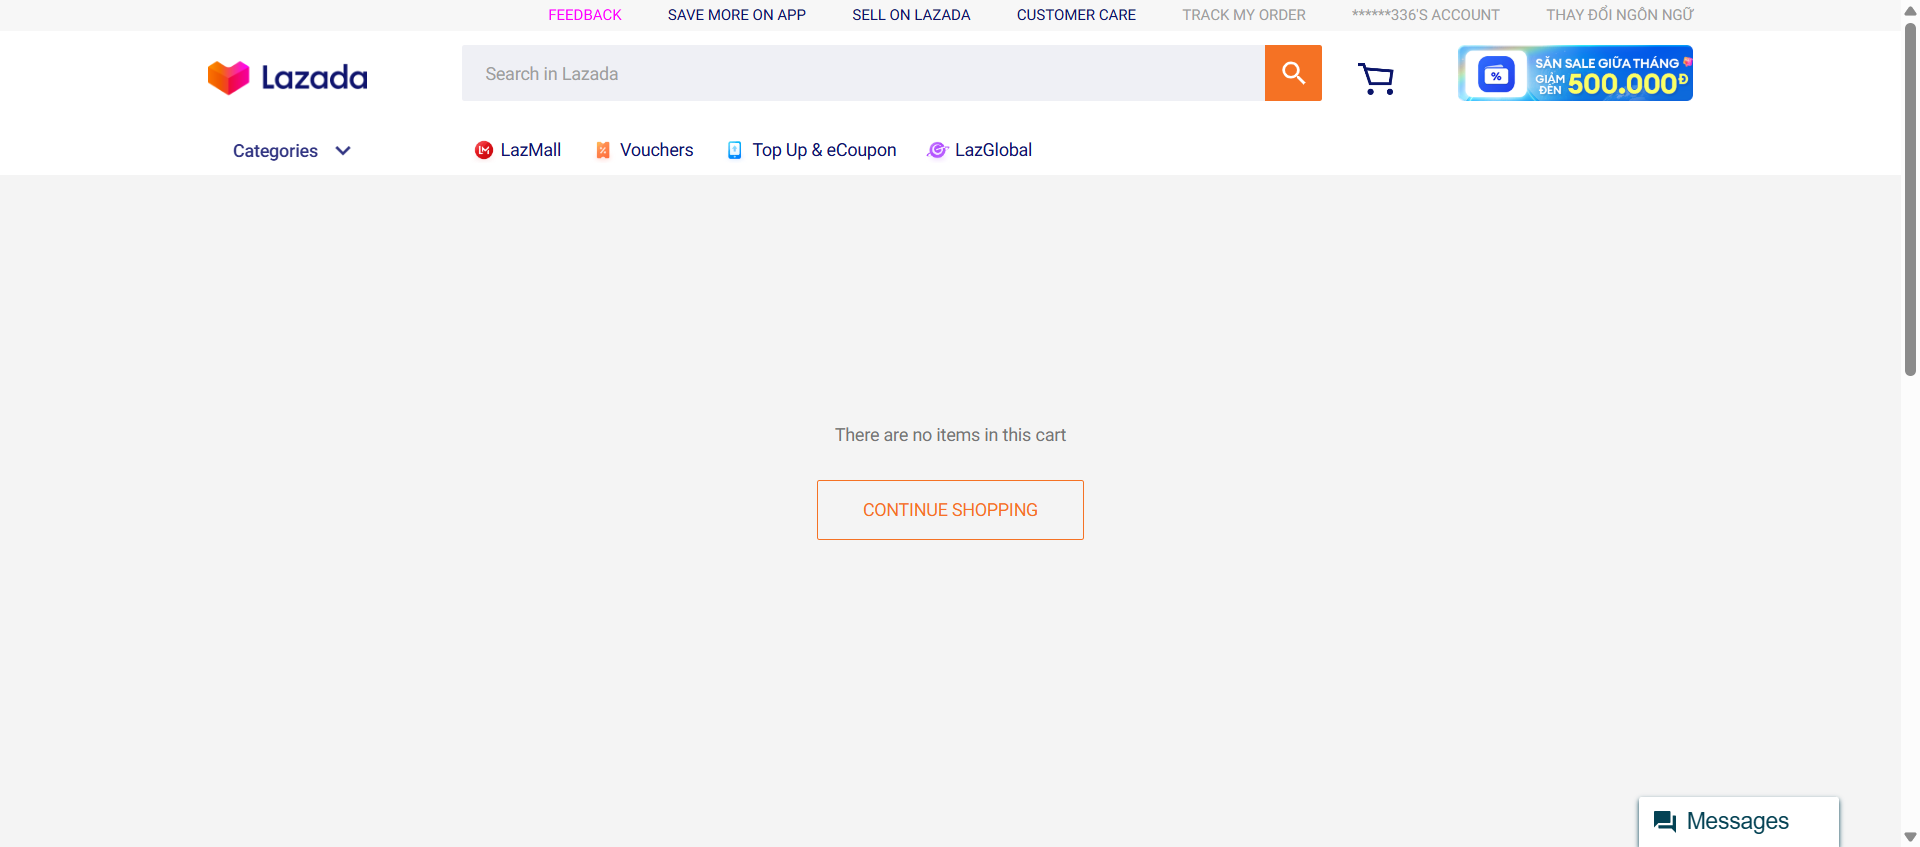 FEEDBACK SAVE MORE ON APP SELL ON LAZADA CUSTOMER CARE TRACK MY ORDER ******336'S ACCOUNT THAY ĐỔI NGÔN NGỮ
Lazada
Search in Lazada
%
SĂN SALE GIỮA THÁNG
GIẢM ĐẾN 500.000Đ
Categories
LazMall Vouchers Top Up & eCoupon LazGlobal
There are no items in this cart
CONTINUE SHOPPING
Messages